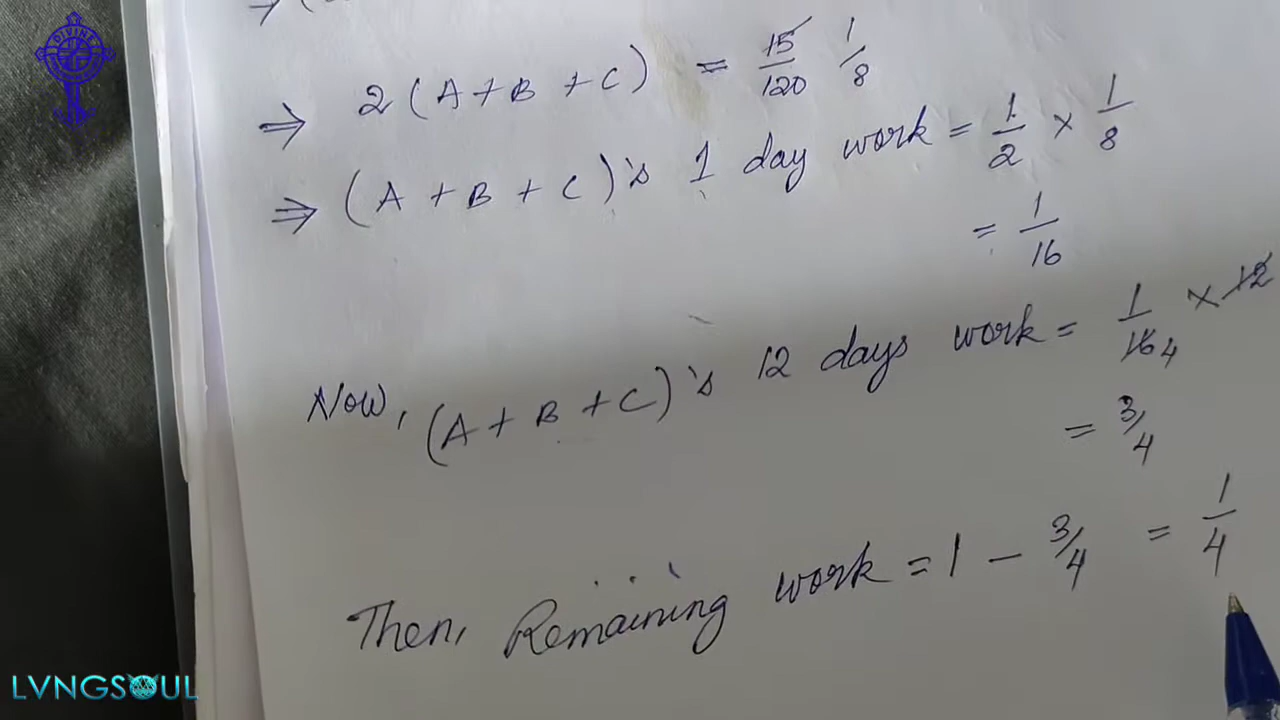 DIVINE
⇒ 2(A+B+C) = 15/120 1/8
⇒ (A+B+C)'s 1 day work = 1/2 × 1/8
= 1/16
Now, (A+B+C)'s 12 days work = 1/16 4 × 12
= 3/4
Then, Remaining work = 1 - 3/4 = 1/4
LVNGSOUL